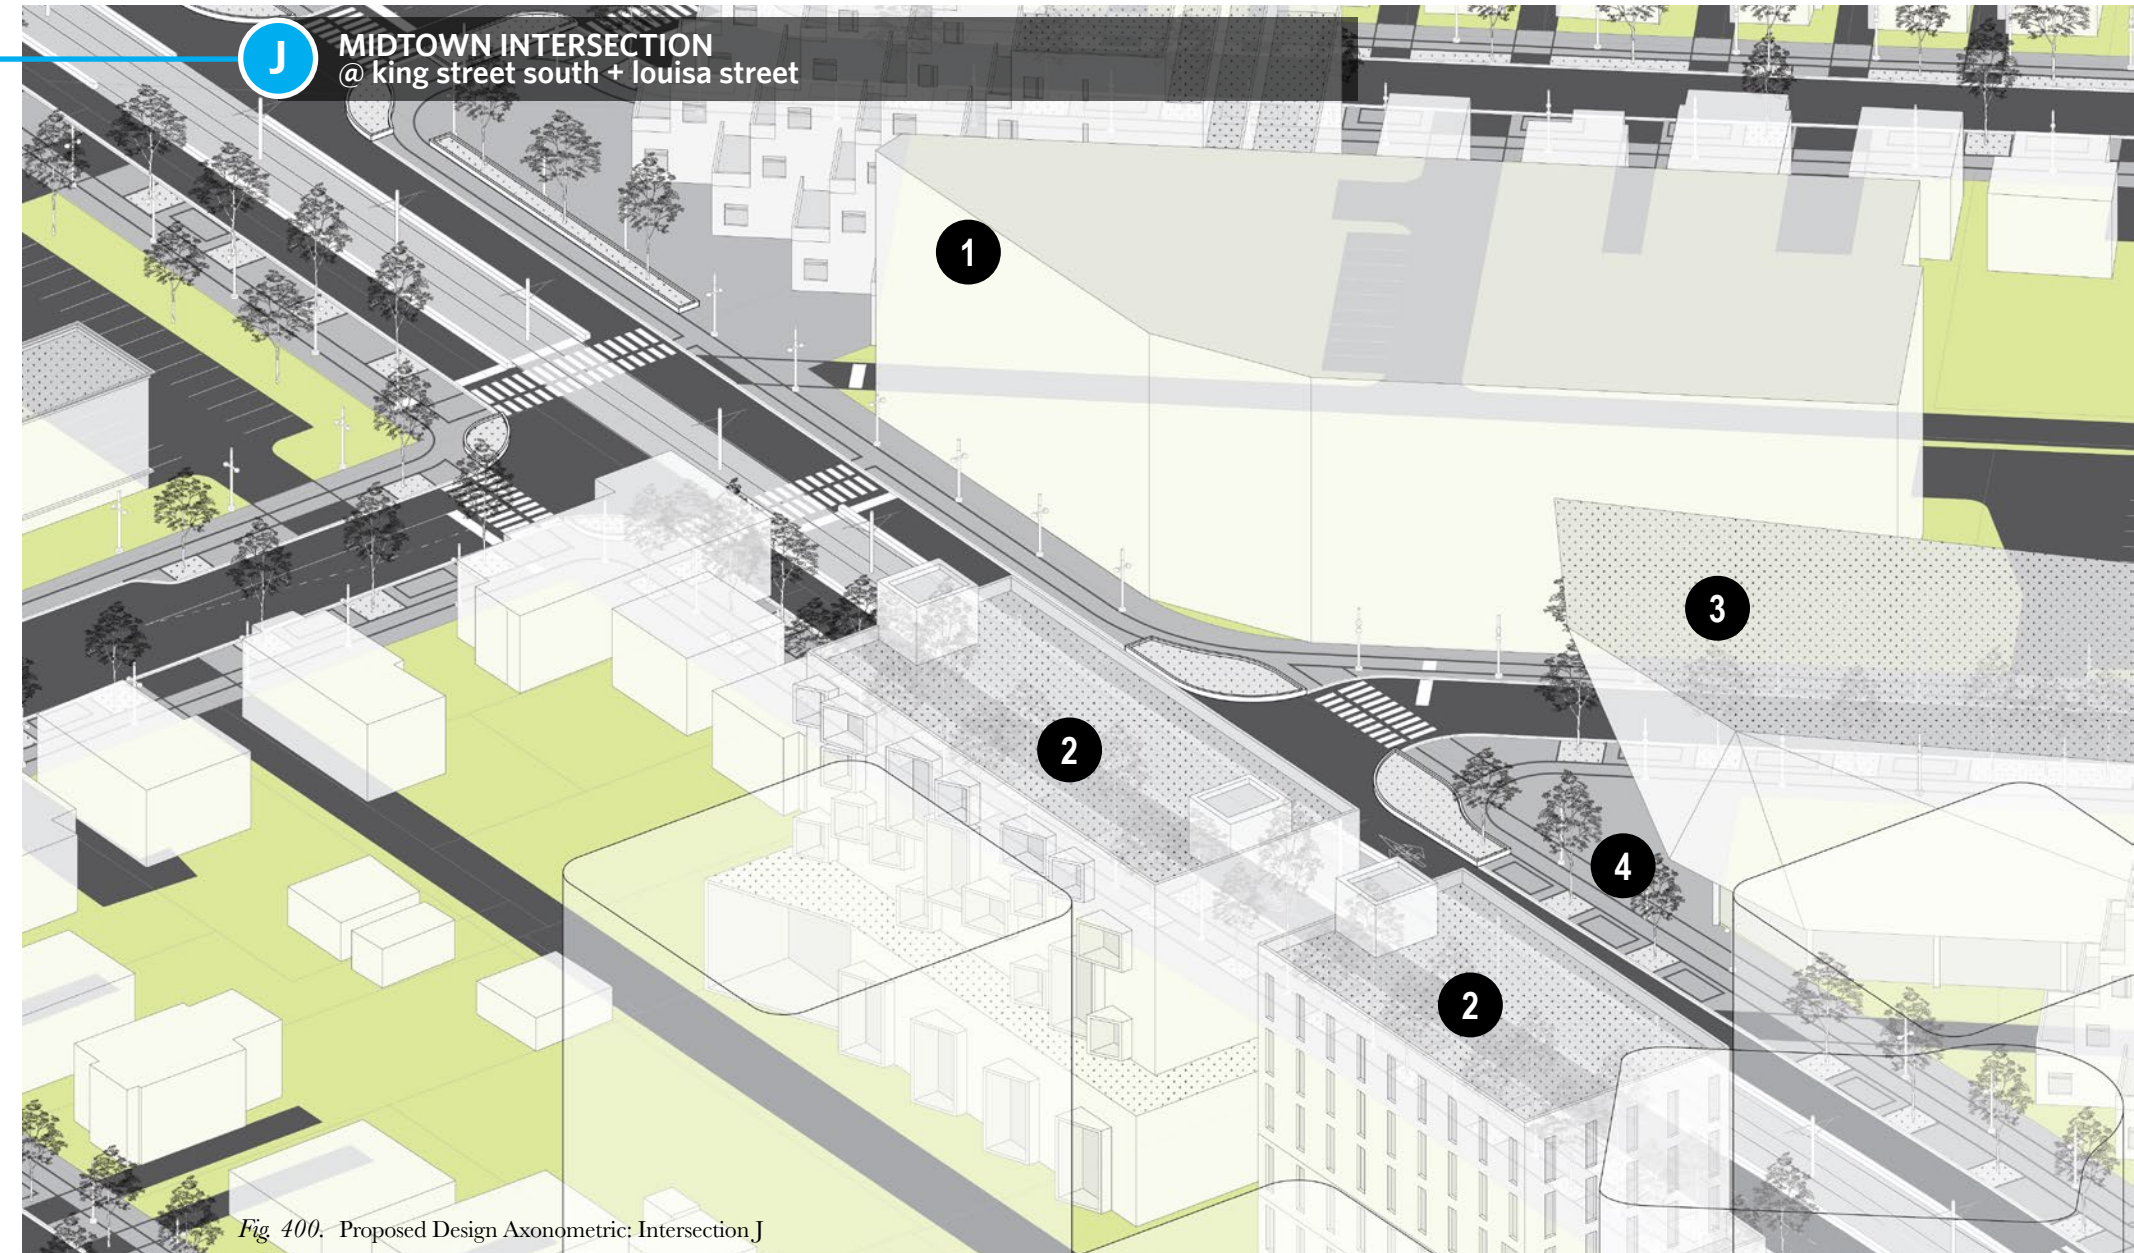 J
MIDTOWN INTERSECTION
@ king street south + louisa street
1
3
2
4
2
Fig. 400. Proposed Design Axonometric: Intersection J